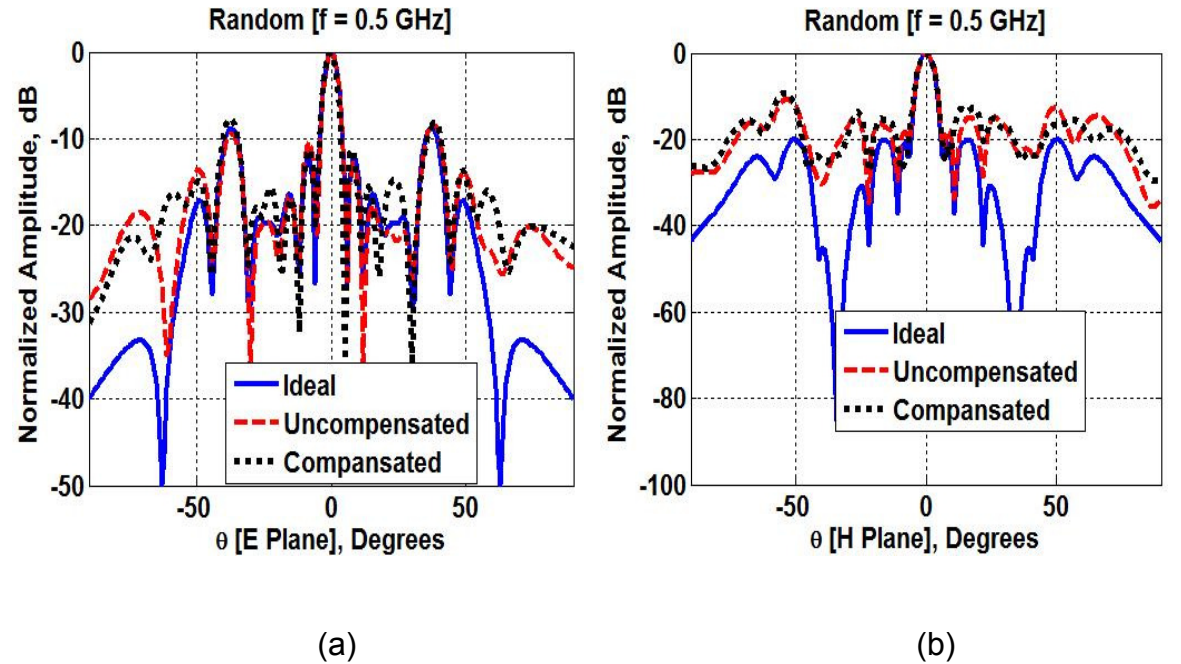 Random [f = 0.5 GHz]
Normalized Amplitude, dB
0
-10
-20
-30
-40
-50
-50 0 50
θ [E Plane], Degrees
Ideal
Uncompensated
Compansated
(a)
Random [f = 0.5 GHz]
Normalized Amplitude, dB
0
-20
-40
-60
-80
-100
-50 0 50
θ [H Plane], Degrees
Ideal
Uncompensated
Compansated
(b)